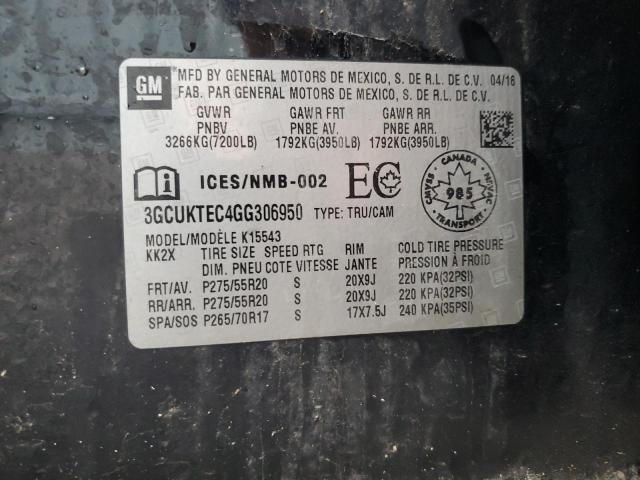 GM
MFD BY GENERAL MOTORS DE MEXICO, S. DE R.L. DE C.V. 04/16
FAB. PAR GENERAL MOTORS DE MEXICO, S. DE R.L. DE C.V.
GVWR GAWR FRT GAWR RR
PNBV PNBE AV. PNBE ARR.
3266KG(7200LB) 1792KG(3950LB) 1792KG(3950LB)
ICES/NMB-002 EC
CANADA
SMVAC NVMAC
985
TRANSPORT
3GCUKTEC4GG306950 TYPE: TRU/CAM
MODEL/MODÈLE K15543
KK2X TIRE SIZE SPEED RTG RIM COLD TIRE PRESSURE
DIM. PNEU COTE VITESSE JANTE PRESSION À FROID
FRT/AV. P275/55R20 S 20X9J 220 KPA(32PSI)
RR/ARR. P275/55R20 S 20X9J 220 KPA(32PSI)
SPA/SOS P265/70R17 S 17X7.5J 240 KPA(35PSI)